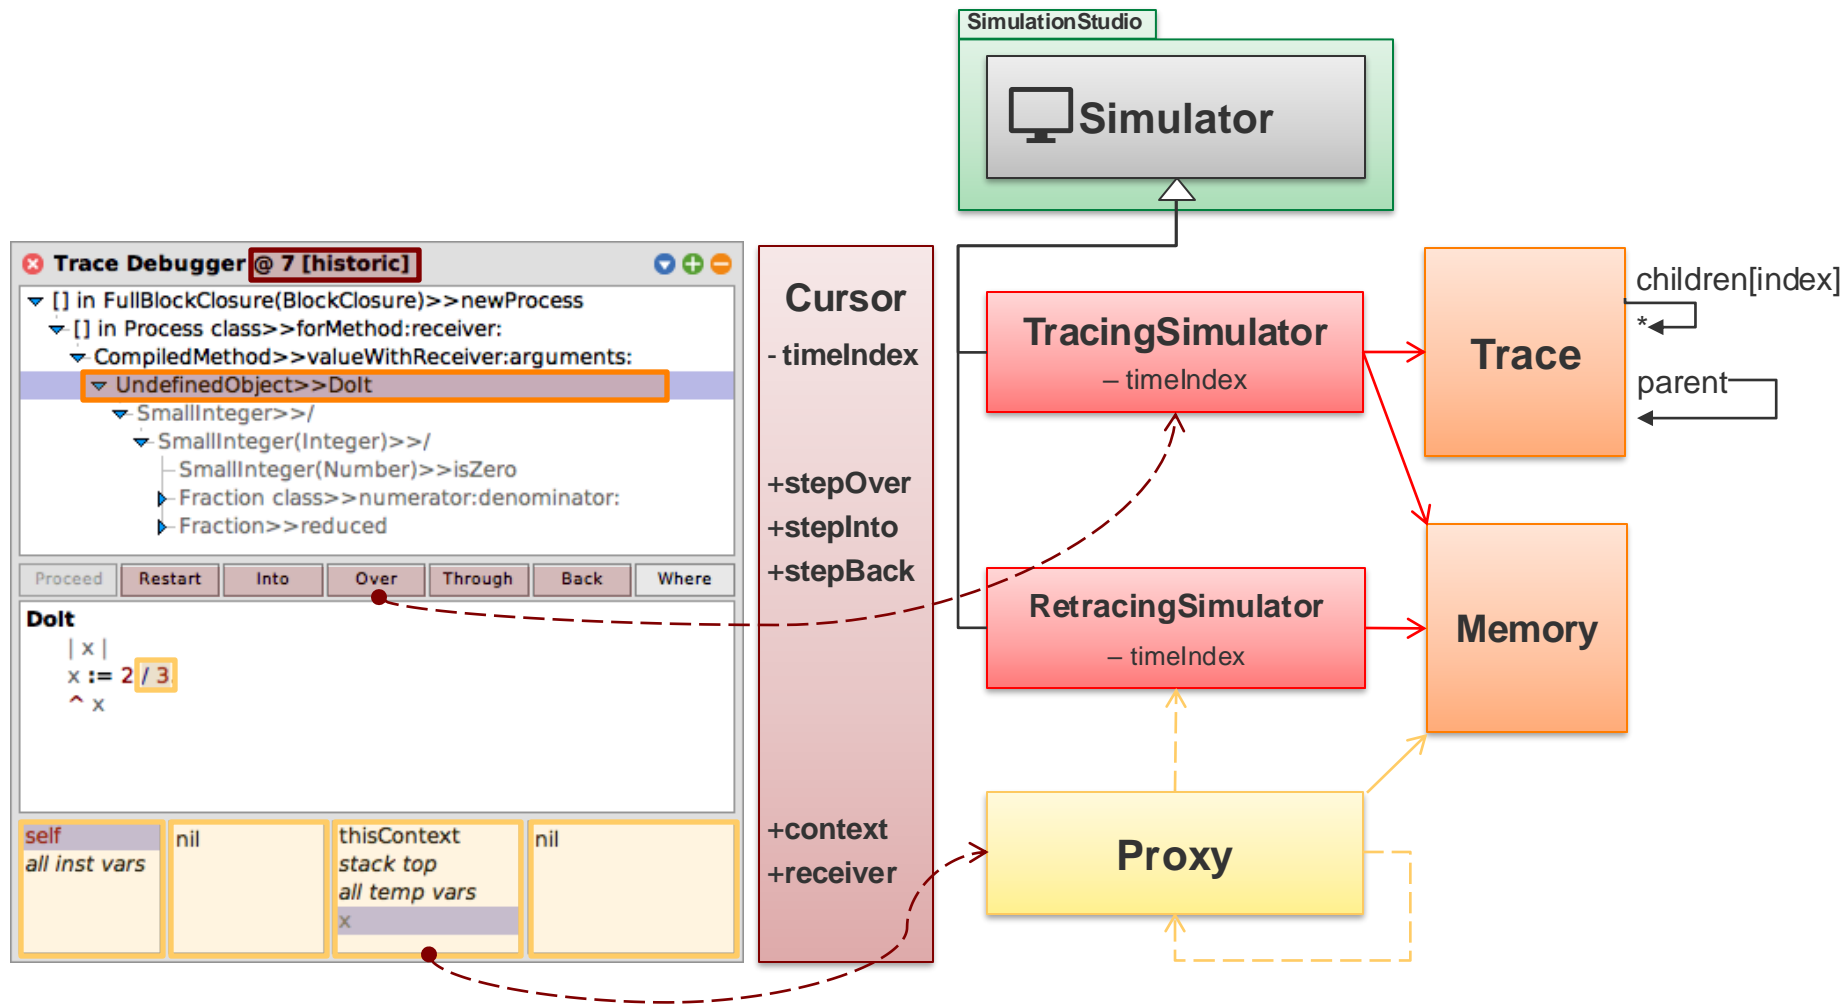 SimulationStudio
Simulator
Trace Debugger @ 7 [historic]
[] in FullBlockClosure(BlockClosure)>>newProcess
[] in Process class>>forMethod:receiver:
CompiledMethod>>valueWithReceiver:arguments:
UndefinedObject>>DoIt
SmallInteger>>/
SmallInteger(Integer)>>/
SmallInteger(Number)>>isZero
Fraction class>>numerator:denominator:
Fraction>>reduced
Proceed Restart Into Over Through Back Where
DoIt
| x |
x := 2 / 3.
^ x
self
all inst vars
nil
thisContext
stack top
all temp vars
x
nil
Cursor
- timeIndex
+stepOver
+stepInto
+stepBack
+context
+receiver
TracingSimulator
– timeIndex
RetracingSimulator
– timeIndex
Proxy
Trace
children[index]
*
parent
Memory